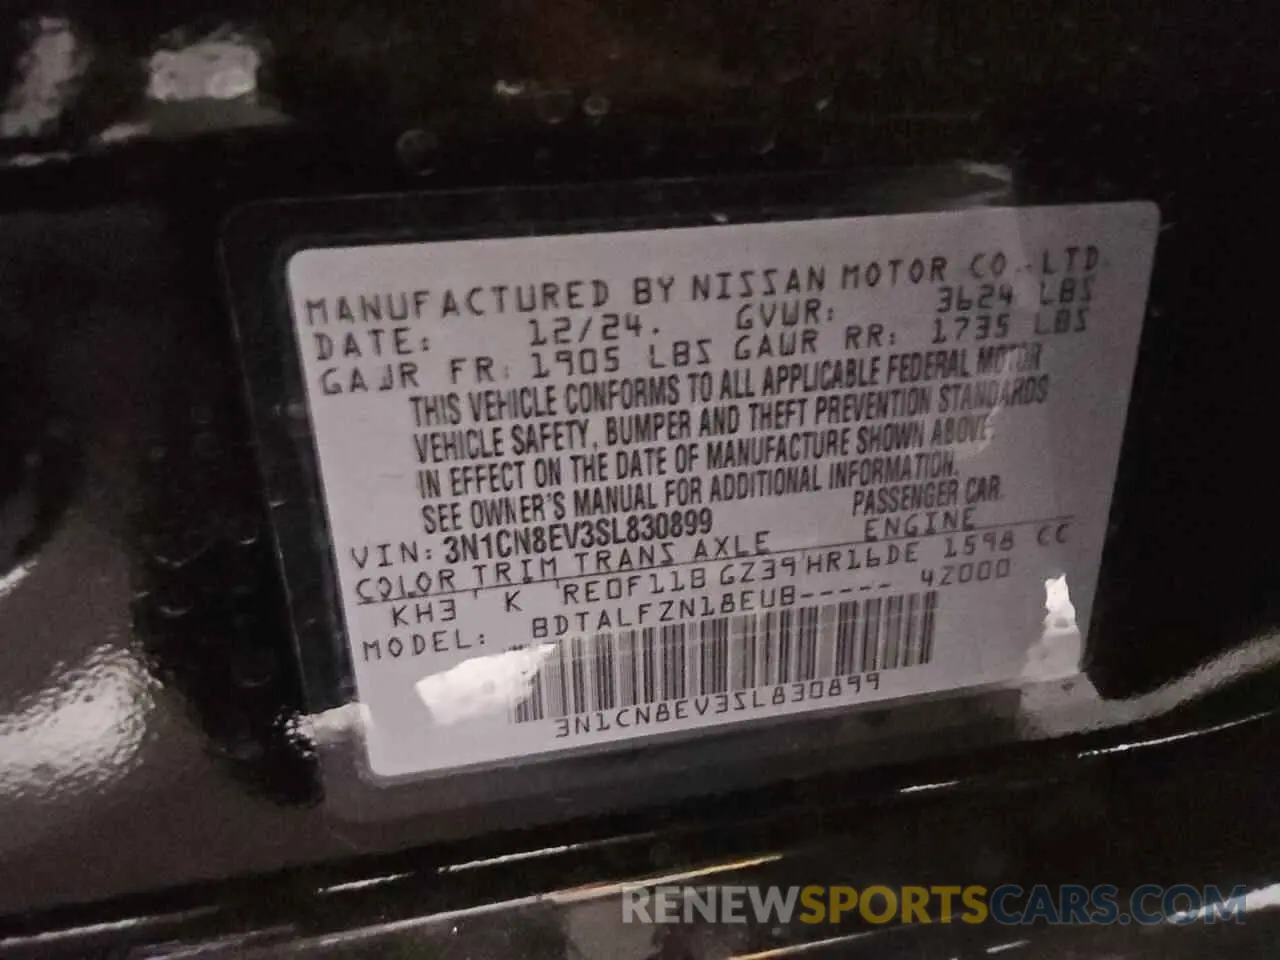 MANUFACTURED BY NISSAN MOTOR CO.,LTD.
DATE: 12/24. GVWR: 3624 LBS
GAWR FR: 1905 LBS GAWR RR: 1735 LBS
THIS VEHICLE CONFORMS TO ALL APPLICABLE FEDERAL MOTOR
VEHICLE SAFETY, BUMPER AND THEFT PREVENTION STANDARDS
IN EFFECT ON THE DATE OF MANUFACTURE SHOWN ABOVE.
SEE OWNER'S MANUAL FOR ADDITIONAL INFORMATION.
VIN: 3N1CN8EV3SL830899 PASSENGER CAR
COLOR TRIM TRANS AXLE ENGINE
KH3 K RE0F11B GZ39 HR16DE 1598 CC
MODEL: BDTALFZN18EUB----- 42000
3N1CN8EV3SL830899
RENEWSPORTSCARS.COM